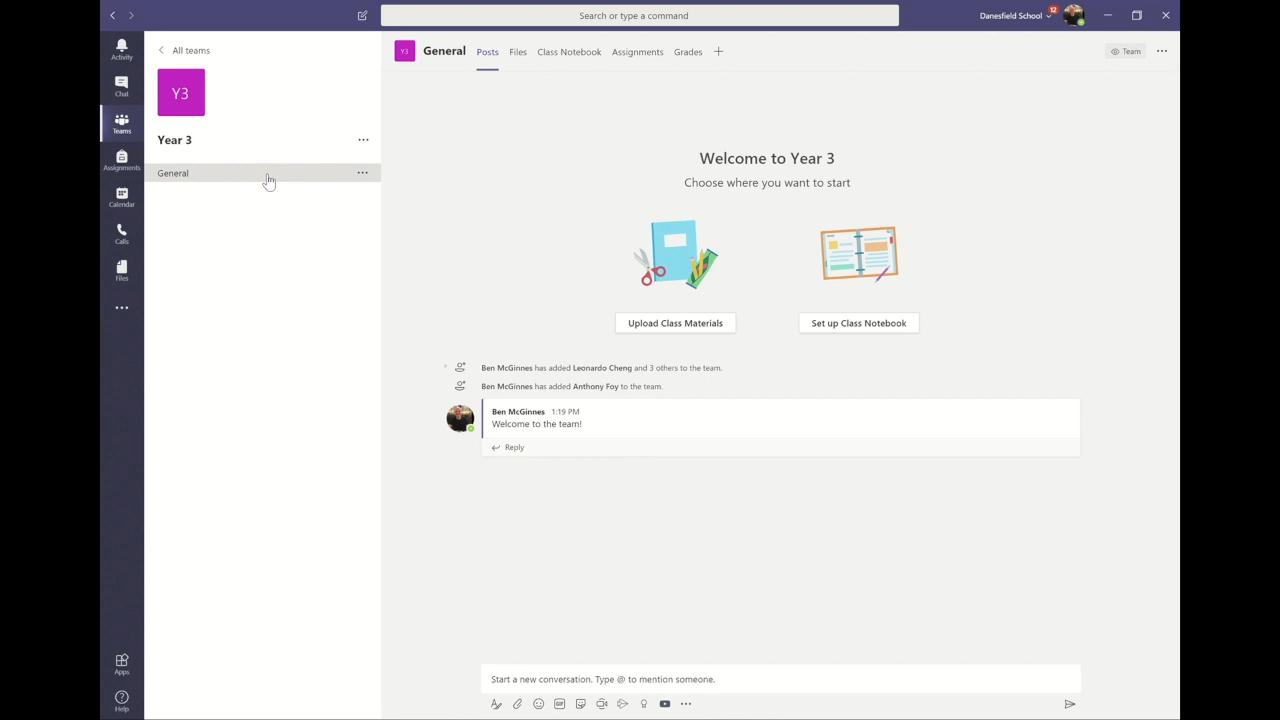 Search or type a command
Danesfield School
12
Activity
Chat
Teams
Assignments
Calendar
Calls
Files
Apps
Help
All teams
Y3
Year 3
General
Y3
General
Posts
Files
Class Notebook
Assignments
Grades
Team
Welcome to Year 3
Choose where you want to start
Upload Class Materials
Set up Class Notebook
Ben McGinnes has added Leonardo Cheng and 3 others to the team.
Ben McGinnes has added Anthony Foy to the team.
Ben McGinnes 1:19 PM
Welcome to the team!
Reply
Start a new conversation. Type @ to mention someone.
GIF